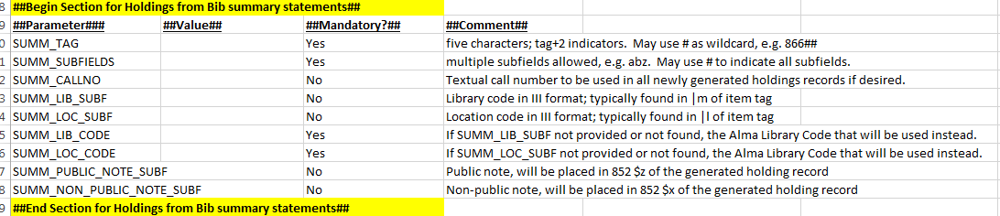 8 ##Begin Section for Holdings from Bib summary statements##
9 ##Parameter### ##Value## ##Mandatory?## ##Comment##
0 SUMM_TAG Yes five characters; tag+2 indicators. May use # as wildcard, e.g. 866##
1 SUMM_SUBFIELDS Yes multiple subfields allowed, e.g. abz. May use # to indicate all subfields.
2 SUMM_CALLNO No Textual call number to be used in all newly generated holdings records if desired.
3 SUMM_LIB_SUBF No Library code in III format; typically found in |m of item tag
4 SUMM_LOC_SUBF No Location code in III format; typically found in |l of item tag
5 SUMM_LIB_CODE Yes If SUMM_LIB_SUBF not provided or not found, the Alma Library Code that will be used instead.
6 SUMM_LOC_CODE Yes If SUMM_LOC_SUBF not provided or not found, the Alma Library Code that will be used instead.
7 SUMM_PUBLIC_NOTE_SUBF No Public note, will be placed in 852 $z of the generated holding record
8 SUMM_NON_PUBLIC_NOTE_SUBF No Non-public note, will be placed in 852 $x of the generated holding record
9 ##End Section for Holdings from Bib summary statements##